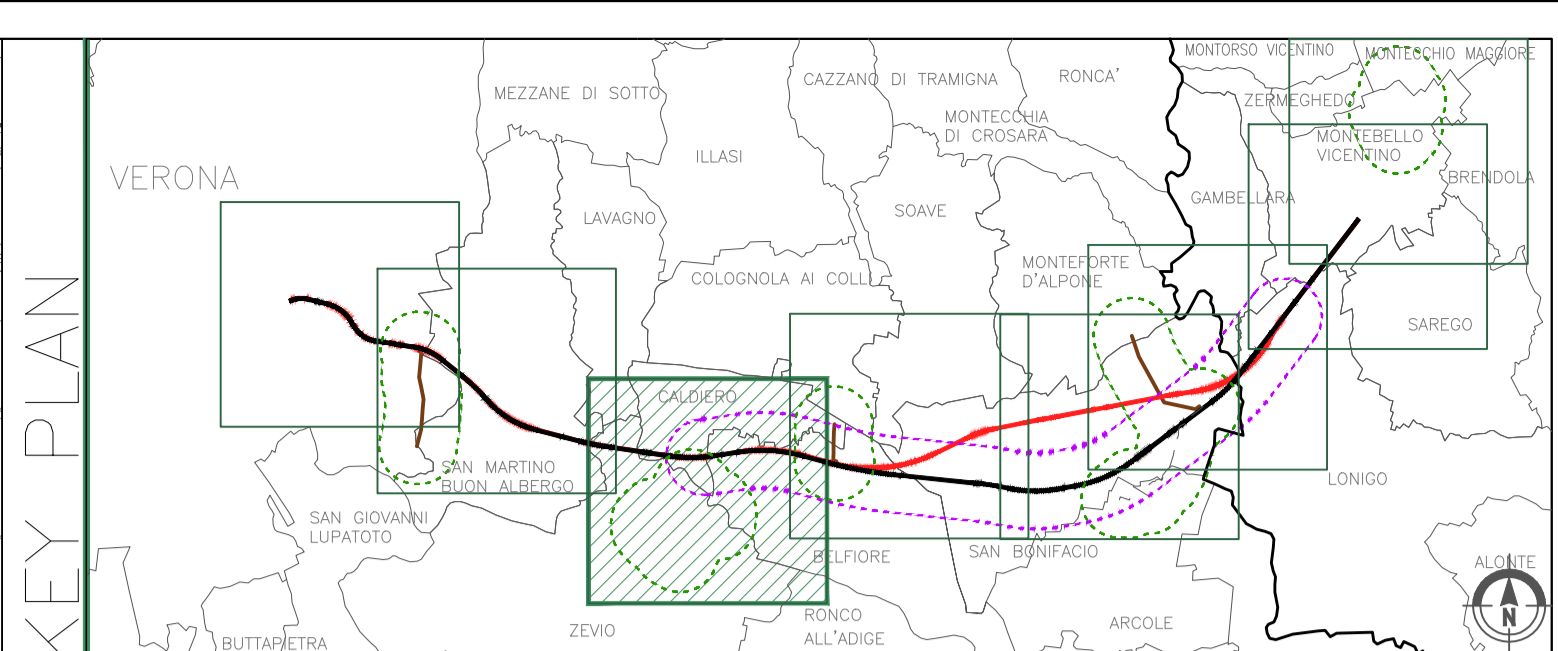 KEY PLAN
MONTORSO VICENTINO
MONTECCHIO MAGGIORE
CAZZANO DI TRAMIGNA
RONCA'
MEZZANE DI SOTTO
ZERMEGHEDO
MONTECCHIA
DI CROSARA
MONTEBELLO
VICENTINO
ILLASI
VERONA
BRENDOLA
GAMBELLARA
LAVAGNO
SOAVE
MONTEFORTE
D'ALPONE
COLOGNOLA AI COLLI
SAREGO
CALDIERO
SAN MARTINO
BUON ALBERGO
LONIGO
SAN GIOVANNI
LUPATOTO
BELFIORE
SAN BONIFACIO
ALONTE
N
RONCO
ALL'ADIGE
ZEVIO
ARCOLE
BUTTAPIETRA